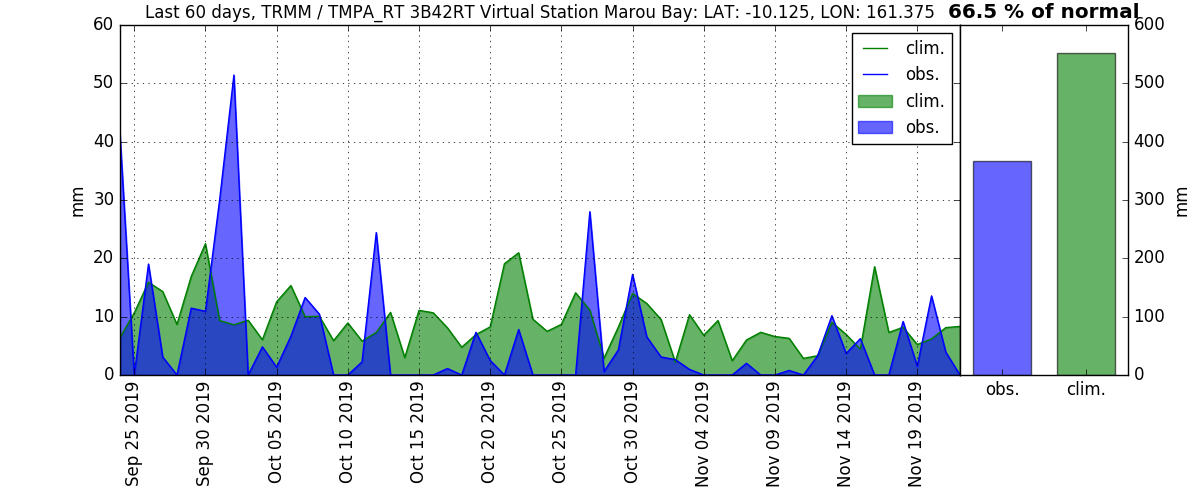 Last 60 days, TRMM / TMPA_RT 3B42RT Virtual Station Marou Bay: LAT: -10.125, LON: 161.375 66.5 % of normal
60
50
40
30
20
10
0
mm
clim.
obs.
clim.
obs.
600
500
400
300
200
100
0
mm
obs.
clim.
Sep 25 2019
Sep 30 2019
Oct 05 2019
Oct 10 2019
Oct 15 2019
Oct 20 2019
Oct 25 2019
Oct 30 2019
Nov 04 2019
Nov 09 2019
Nov 14 2019
Nov 19 2019